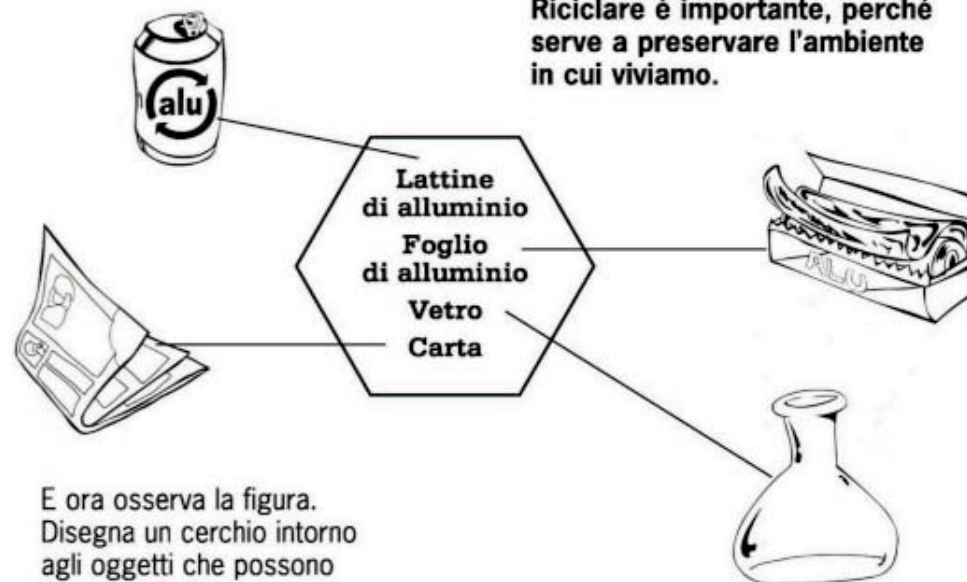 Riciclare è importante, perché
serve a preservare l'ambiente
in cui viviamo.
alu
Lattine
di alluminio
Foglio
di alluminio
Vetro
Carta
ALU
E ora osserva la figura.
Disegna un cerchio intorno
agli oggetti che possono